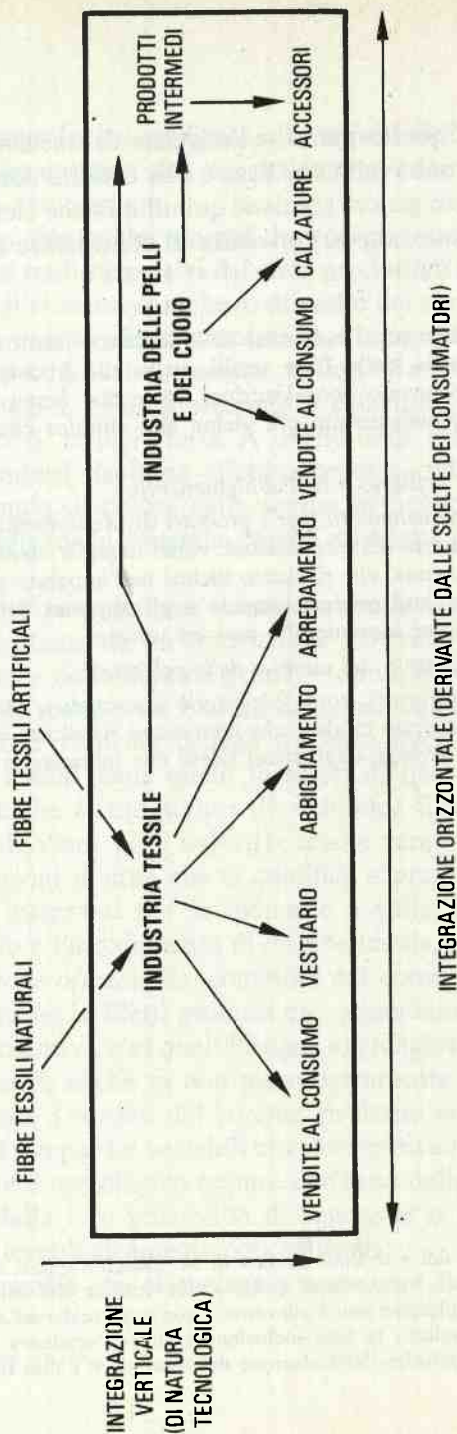 FIBRE TESSILI NATURALI
FIBRE TESSILI ARTIFICIALI
INTEGRAZIONE
VERTICALE
(DI NATURA
TECNOLOGICA)
INDUSTRIA TESSILE
INDUSTRIA DELLE PELLI
E DEL CUOIO
PRODOTTI
INTERMEDI
VENDITE AL CONSUMO
VESTIARIO
ABBIGLIAMENTO
ARREDAMENTO
VENDITE AL CONSUMO
CALZATURE
ACCESSORI
INTEGRAZIONE ORIZZONTALE (DERIVANTE DALLE SCELTE DEI CONSUMATORI)